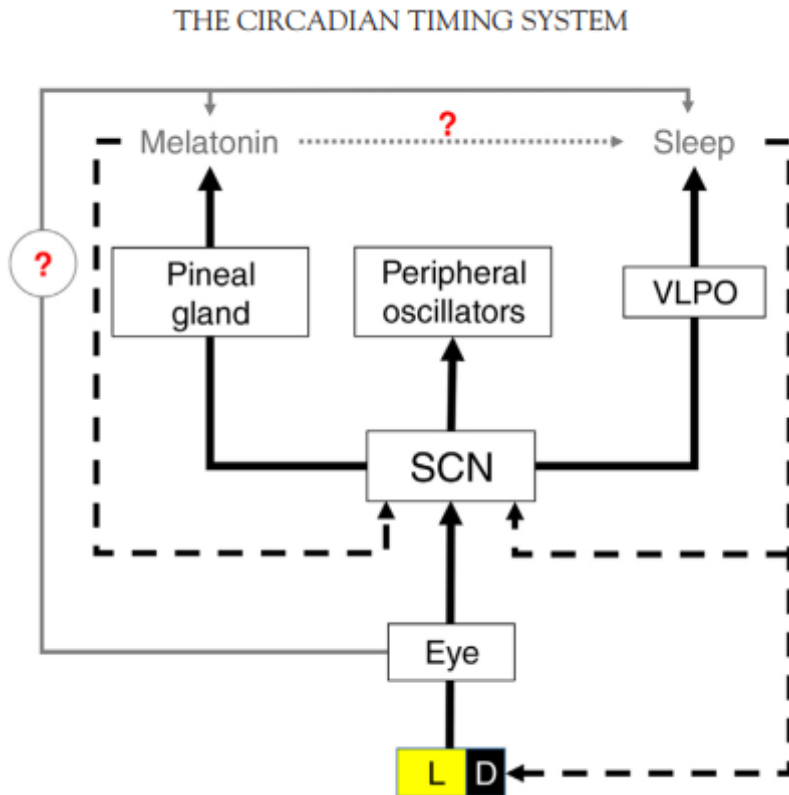 THE CIRCADIAN TIMING SYSTEM
?
Melatonin
Sleep
?
Pineal
gland
Peripheral
oscillators
VLPO
SCN
Eye
L
D